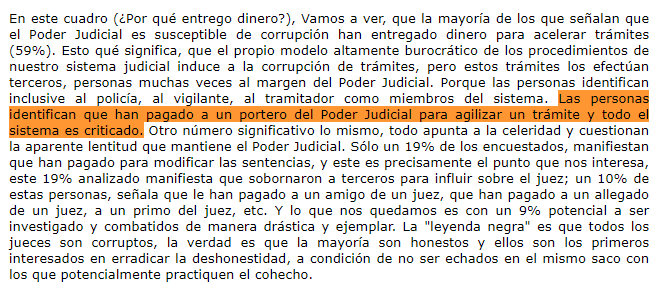 En este cuadro (¿Por qué entrego dinero?), Vamos a ver, que la mayoría de los que señalan que
el Poder Judicial es susceptible de corrupción han entregado dinero para acelerar trámites
(59%). Esto qué significa, que el propio modelo altamente burocrático de los procedimientos de
nuestro sistema judicial induce a la corrupción de trámites, pero estos trámites los efectúan
terceros, personas muchas veces al margen del Poder Judicial. Porque las personas identifican
inclusive al policía, al vigilante, al tramitador como miembros del sistema. Las personas
identifican que han pagado a un portero del Poder Judicial para agilizar un trámite y todo el
sistema es criticado. Otro número significativo lo mismo, todo apunta a la celeridad y cuestionan
la aparente lentitud que mantiene el Poder Judicial. Sólo un 19% de los encuestados, manifiestan
que han pagado para modificar las sentencias, y este es precisamente el punto que nos interesa,
este 19% analizado manifiesta que sobornaron a terceros para influir sobre el juez; un 10% de
estas personas, señala que le han pagado a un amigo de un juez, que han pagado a un allegado
de un juez, a un primo del juez, etc. Y lo que nos quedamos es con un 9% potencial a ser
investigado y combatidos de manera drástica y ejemplar. La "leyenda negra" es que todos los
jueces son corruptos, la verdad es que la mayoría son honestos y ellos son los primeros
interesados en erradicar la deshonestidad, a condición de no ser echados en el mismo saco con
los que potencialmente practiquen el cohecho.